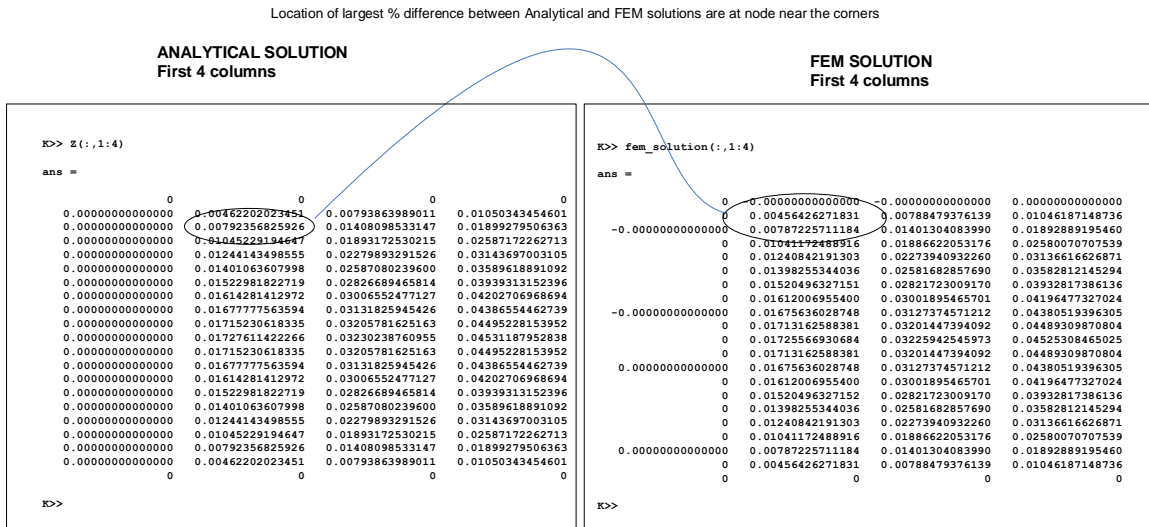 Location of largest % difference between Analytical and FEM solutions are at node near the corners
ANALYTICAL SOLUTION
First 4 columns
K>> Z(:,1:4)
ans =
0 0 0 0
0.00000000000000 0.00462202023451 0.00793863989011 0.01050343454601
0.00000000000000 0.00792356825926 0.01408098533147 0.01899279506363
0.00000000000000 0.01045229194647 0.01893172530215 0.02587172262713
0.00000000000000 0.01244143498555 0.02279893291526 0.03143697003105
0.00000000000000 0.01401063607998 0.02587080239600 0.03589618891092
0.00000000000000 0.01522981822719 0.02826689465814 0.03939313152396
0.00000000000000 0.01614281412972 0.03006552477127 0.04202706968694
0.00000000000000 0.01677777563594 0.03131825945426 0.04386554462739
0.00000000000000 0.01715230618335 0.03205781625163 0.04495228153952
0.00000000000000 0.01727611422266 0.03230238760955 0.04531187952838
0.00000000000000 0.01715230618335 0.03205781625163 0.04495228153952
0.00000000000000 0.01677777563594 0.03131825945426 0.04386554462739
0.00000000000000 0.01614281412972 0.03006552477127 0.04202706968694
0.00000000000000 0.01522981822719 0.02826689465814 0.03939313152396
0.00000000000000 0.01401063607998 0.02587080239600 0.03589618891092
0.00000000000000 0.01244143498555 0.02279893291526 0.03143697003105
0.00000000000000 0.01045229194647 0.01893172530215 0.02587172262713
0.00000000000000 0.00792356825926 0.01408098533147 0.01899279506363
0.00000000000000 0.00462202023451 0.00793863989011 0.01050343454601
0 0 0 0
K>>
FEM SOLUTION
First 4 columns
K>> fem_solution(:,1:4)
ans =
0 -0.00000000000000 -0.00000000000000 0.00000000000000
0 0.00456426271831 0.00788479376139 0.01046187148736
-0.00000000000000 0.00787225711184 0.01401304083990 0.01892889195460
0 0.01041172488916 0.01886622053176 0.02580070707539
0 0.01240842191303 0.02273940932260 0.03136616626871
0 0.01398255344036 0.02581682857690 0.03582812145294
0 0.01520496327151 0.02821723009170 0.03932817386136
0 0.01612006955400 0.03001895465701 0.04196477327024
-0.00000000000000 0.01675636028748 0.03127374571212 0.04380519396305
0 0.01713162588381 0.03201447394092 0.04489309870804
0 0.01725566930684 0.03225942545973 0.04525308465025
0 0.01713162588381 0.03201447394092 0.04489309870804
0.00000000000000 0.01675636028748 0.03127374571212 0.04380519396305
0 0.01612006955400 0.03001895465701 0.04196477327024
0 0.01520496327152 0.02821723009170 0.03932817386136
0 0.01398255344036 0.02581682857690 0.03582812145294
0 0.01240842191303 0.02273940932260 0.03136616626871
0 0.01041172488916 0.01886622053176 0.02580070707539
0.00000000000000 0.00787225711184 0.01401304083990 0.01892889195460
0 0.00456426271831 0.00788479376139 0.01046187148736
0 0 0 0
K>>